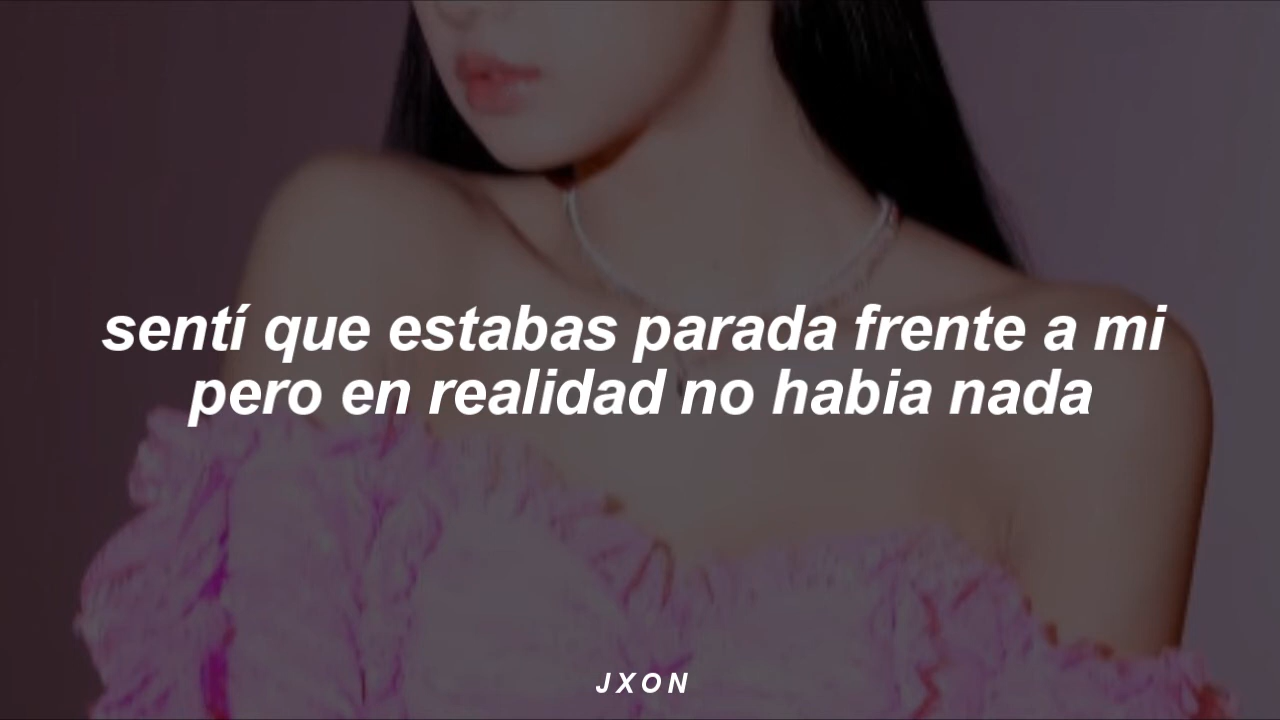 sentí que estabas parada frente a mi
pero en realidad no habia nada
JXON